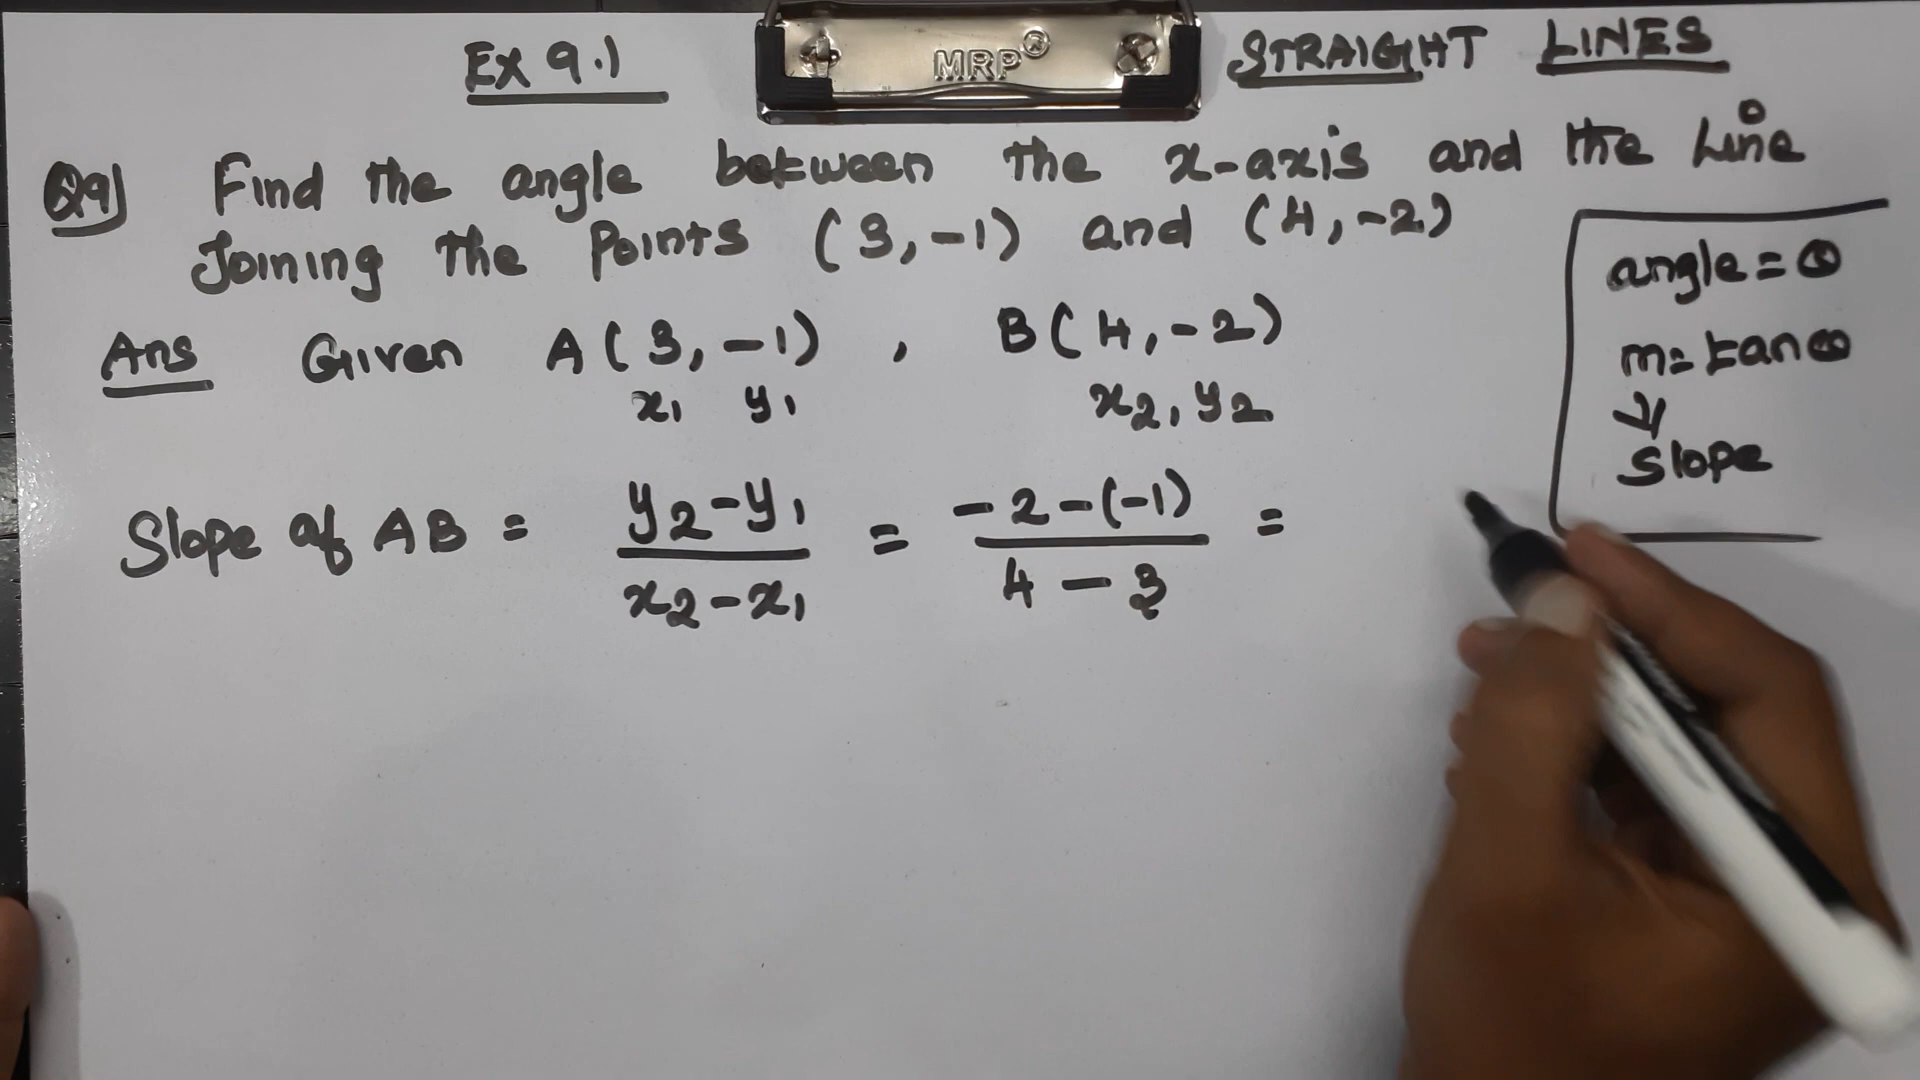 EX 9.1
MRP®
STRAIGHT LINES
Q9) Find the angle between the x-axis and the Line
Joining the Points (3,-1) and (4,-2)
Ans Given A(3,-1) , B(4,-2)
x₁ y₁ x₂, y₂
angle = θ
m = tanθ
↓
Slope
Slope of AB = y₂-y₁ / x₂-x₁ = -2-(-1) / 4-3 =